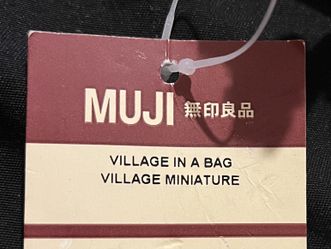 MUJI 無印良品
VILLAGE IN A BAG
VILLAGE MINIATURE